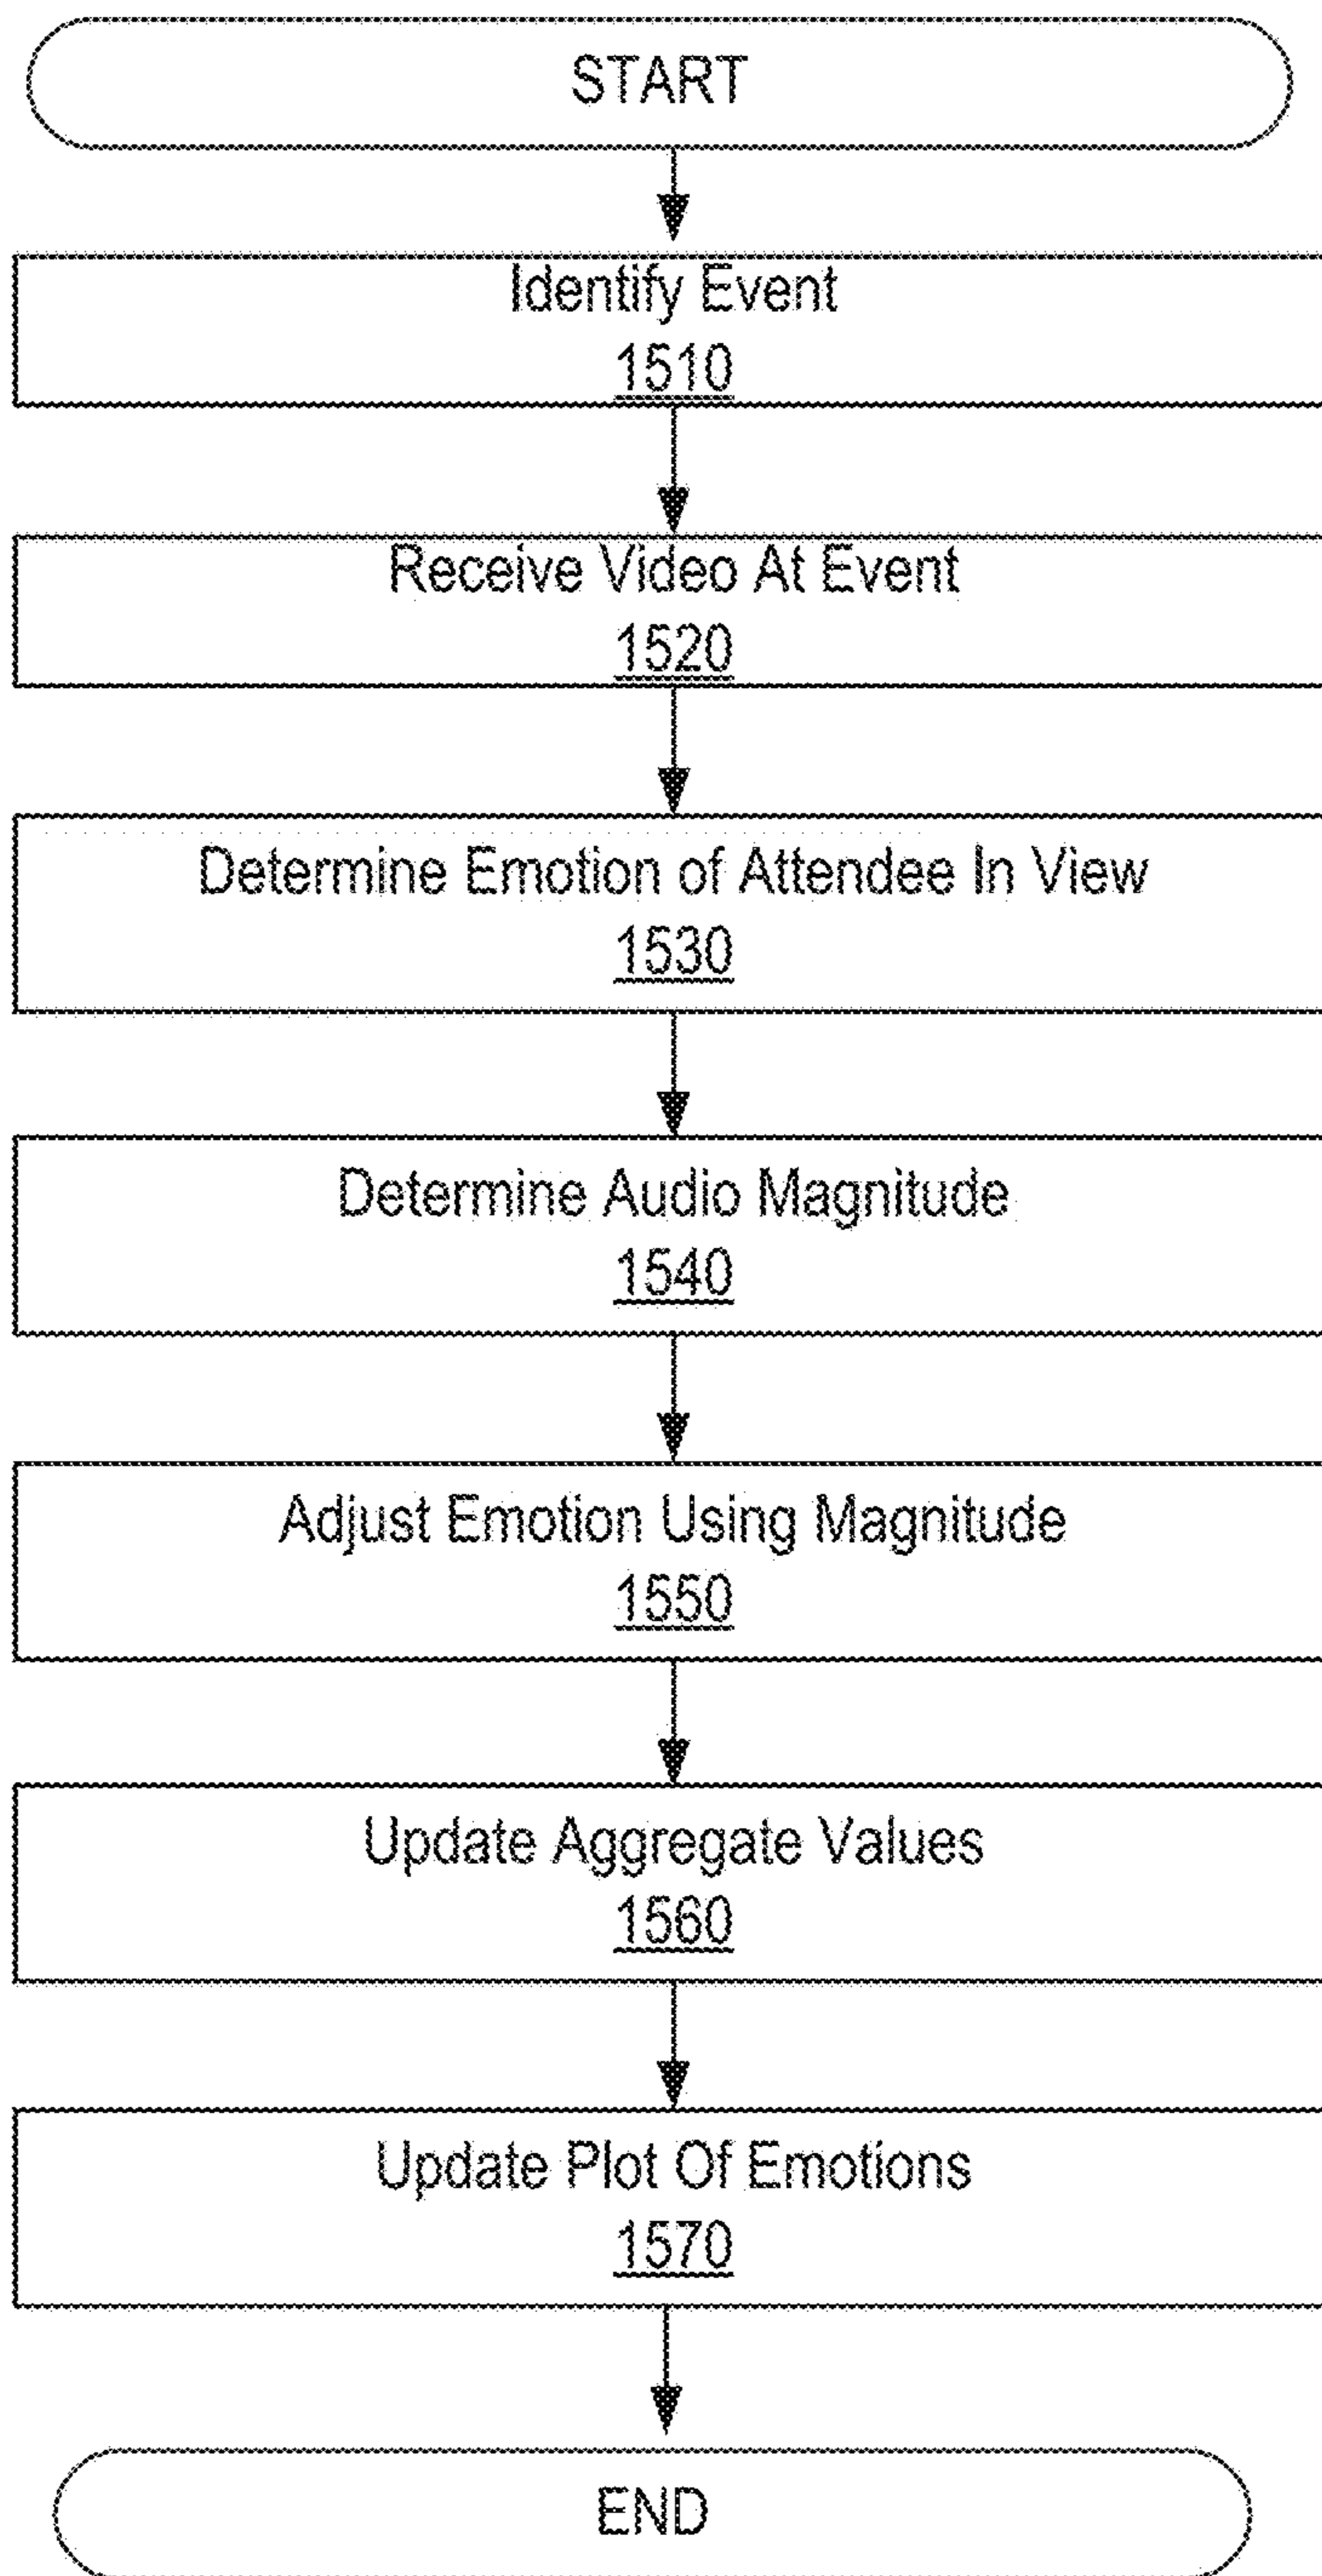 START
Identify Event
1510
Receive Video At Event
1520
Determine Emotion of Attendee In View
1530
Determine Audio Magnitude
1540
Adjust Emotion Using Magnitude
1550
Update Aggregate Values
1560
Update Plot Of Emotions
1570
END